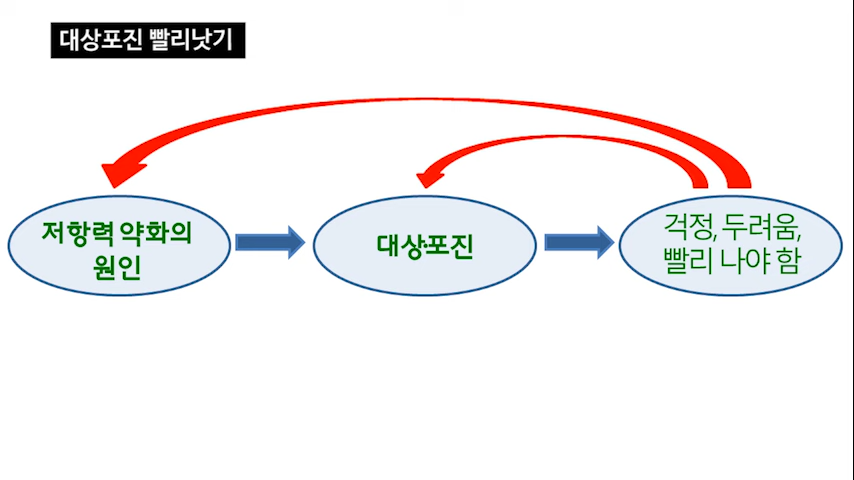 대상포진 빨리낫기
저항력 약화의
원인
대상포진
걱정, 두려움,
빨리 나야 함